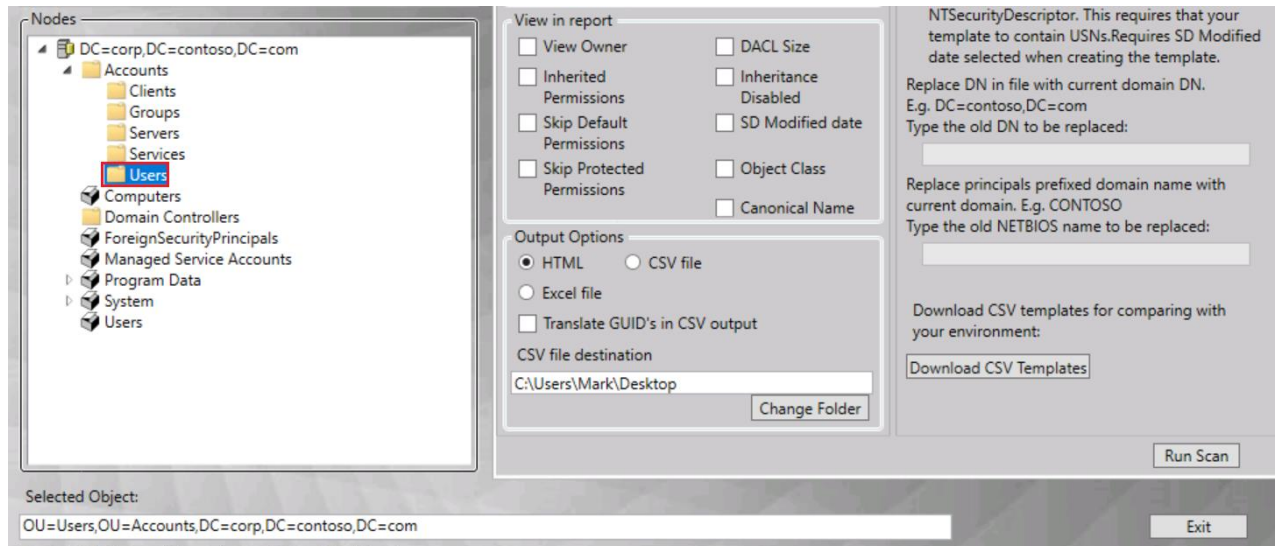 Nodes
DC=corp,DC=contoso,DC=com
Accounts
Clients
Groups
Servers
Services
Users
Computers
Domain Controllers
ForeignSecurityPrincipals
Managed Service Accounts
Program Data
System
Users
Selected Object:
OU=Users,OU=Accounts,DC=corp,DC=contoso,DC=com
View in report
View Owner
DACL Size
Inherited
Permissions
Inheritance
Disabled
Skip Default
Permissions
SD Modified date
Skip Protected
Permissions
Object Class
Canonical Name
Output Options
HTML
CSV file
Excel file
Translate GUID's in CSV output
CSV file destination
C:\Users\Mark\Desktop
Change Folder
NTSecurityDescriptor. This requires that your
template to contain USNs.Requires SD Modified
date selected when creating the template.
Replace DN in file with current domain DN.
E.g. DC=contoso,DC=com
Type the old DN to be replaced:
Replace principals prefixed domain name with
current domain. E.g. CONTOSO
Type the old NETBIOS name to be replaced:
Download CSV templates for comparing with
your environment:
Download CSV Templates
Run Scan
Exit